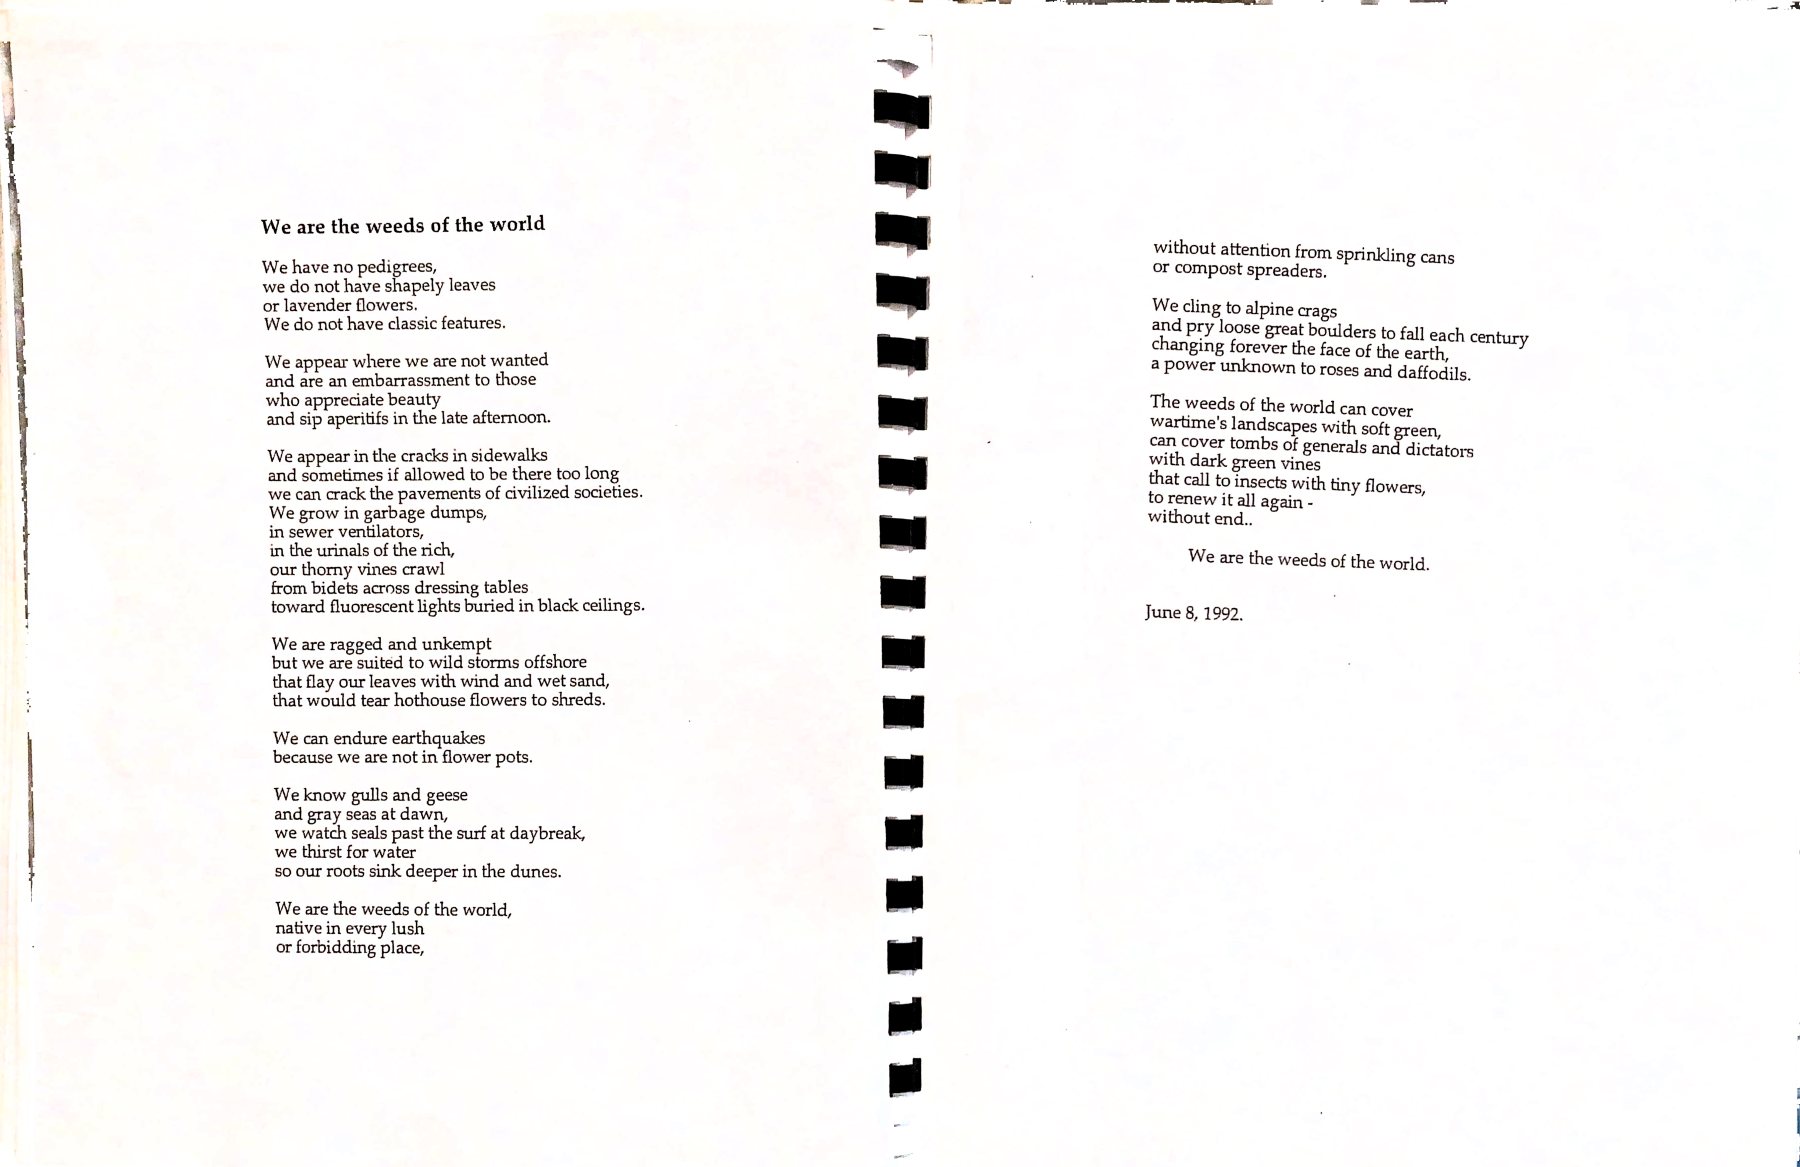 We are the weeds of the world
We have no pedigrees,
we do not have shapely leaves
or lavender flowers.
We do not have classic features.
We appear where we are not wanted
and are an embarrassment to those
who appreciate beauty
and sip aperitifs in the late afternoon.
We appear in the cracks in sidewalks
and sometimes if allowed to be there too long
we can crack the pavements of civilized societies.
We grow in garbage dumps,
in sewer ventilators,
in the urinals of the rich,
our thorny vines crawl
from bidets across dressing tables
toward fluorescent lights buried in black ceilings.
We are ragged and unkempt
but we are suited to wild storms offshore
that flay our leaves with wind and wet sand,
that would tear hothouse flowers to shreds.
We can endure earthquakes
because we are not in flower pots.
We know gulls and geese
and gray seas at dawn,
we watch seals past the surf at daybreak,
we thirst for water
so our roots sink deeper in the dunes.
We are the weeds of the world,
native in every lush
or forbidding place,
without attention from sprinkling cans
or compost spreaders.
We cling to alpine crags
and pry loose great boulders to fall each century
changing forever the face of the earth,
a power unknown to roses and daffodils.
The weeds of the world can cover
wartime's landscapes with soft green,
can cover tombs of generals and dictators
with dark green vines
that call to insects with tiny flowers,
to renew it all again -
without end..
We are the weeds of the world.
June 8, 1992.